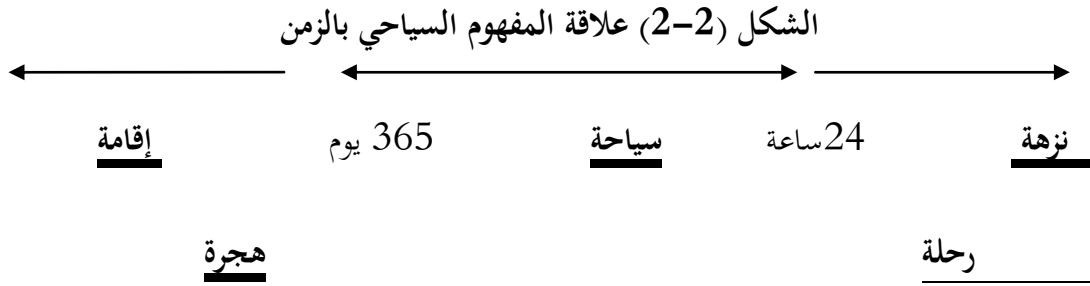 الشكل (2-2) علاقة المفهوم السياحي بالزمن
نزهة 24ساعة سياحة 365 يوم إقامة
رحلة هجرة